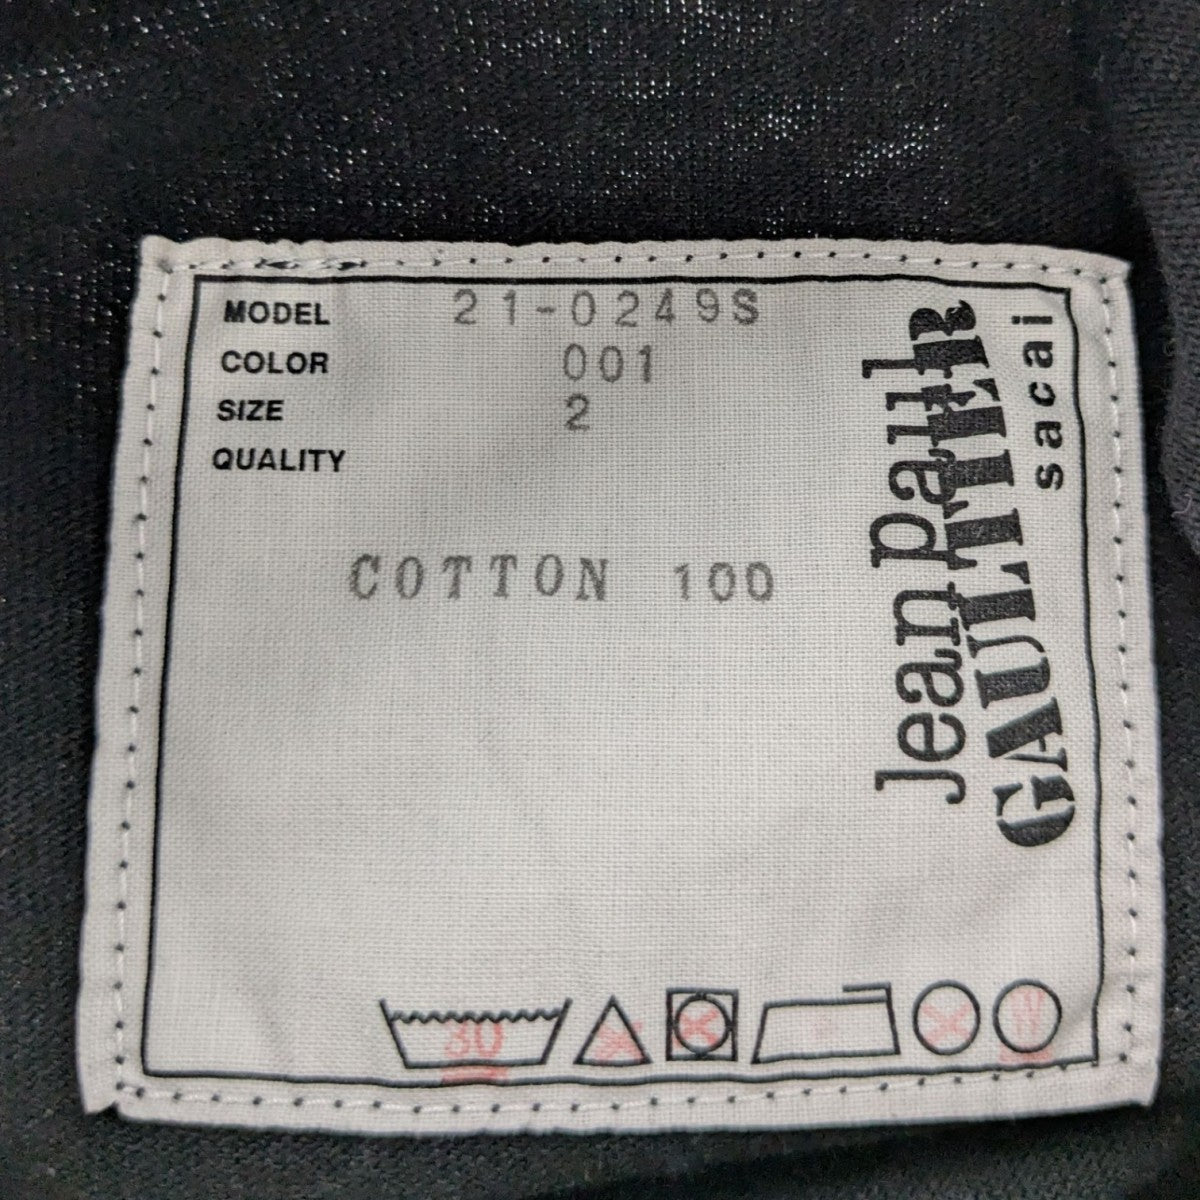 MODEL 21-0249S
COLOR 001
SIZE 2
QUALITY
COTTON 100
Jean Paul
GAULTIER
sacai
30
W